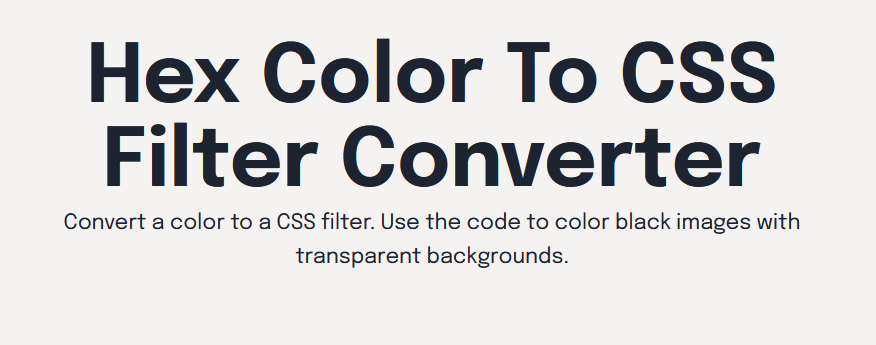 Hex Color To CSS
Filter Converter
Convert a color to a CSS filter. Use the code to color black images with
transparent backgrounds.